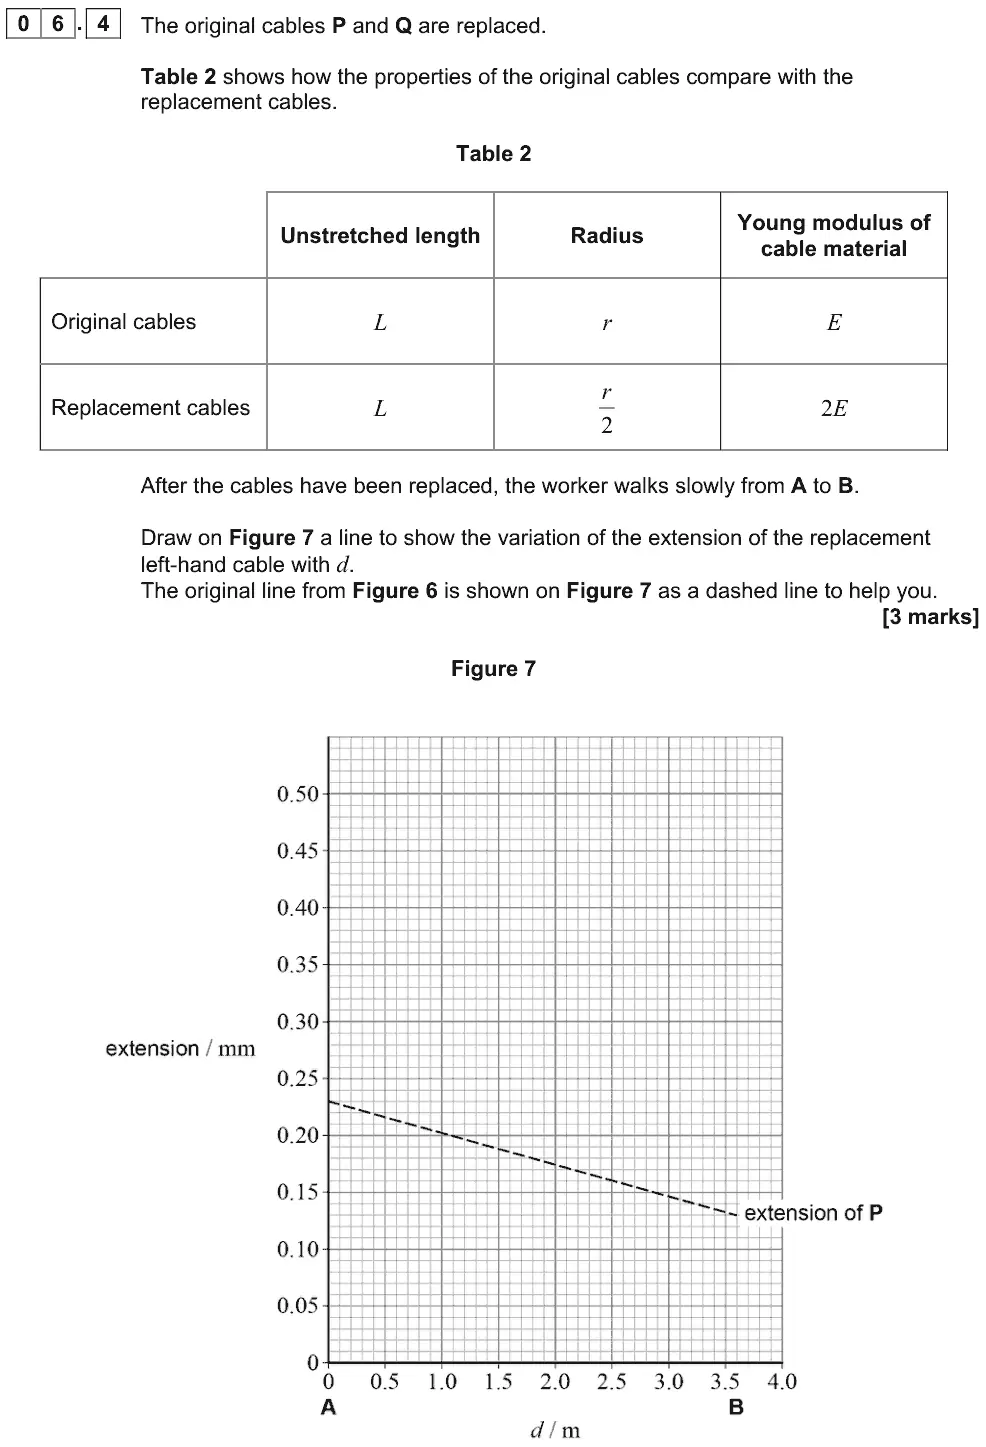 0 6 . 4 The original cables P and Q are replaced.
Table 2 shows how the properties of the original cables compare with the
replacement cables.
Table 2
Unstretched length Radius Young modulus of
cable material
Original cables L r E
Replacement cables L r/2 2E
After the cables have been replaced, the worker walks slowly from A to B.
Draw on Figure 7 a line to show the variation of the extension of the replacement
left-hand cable with d.
The original line from Figure 6 is shown on Figure 7 as a dashed line to help you.
[3 marks]
Figure 7
0.50
0.45
0.40
0.35
0.30
extension / mm
0.25
0.20
0.15
extension of P
0.10
0.05
0
0 0.5 1.0 1.5 2.0 2.5 3.0 3.5 4.0
A B
d / m